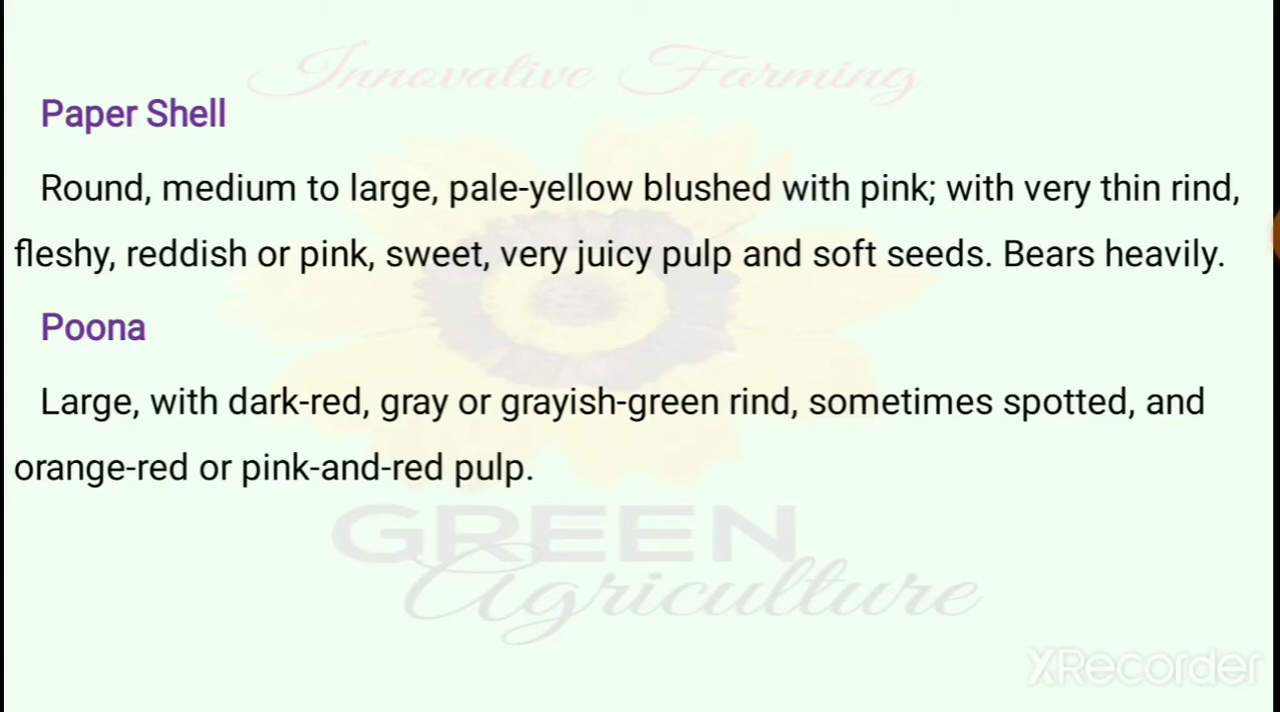 Innovative Farming
Paper Shell
Round, medium to large, pale-yellow blushed with pink; with very thin rind,
fleshy, reddish or pink, sweet, very juicy pulp and soft seeds. Bears heavily.
Poona
Large, with dark-red, gray or grayish-green rind, sometimes spotted, and
orange-red or pink-and-red pulp.
GREEN
Agriculture
XRecorder